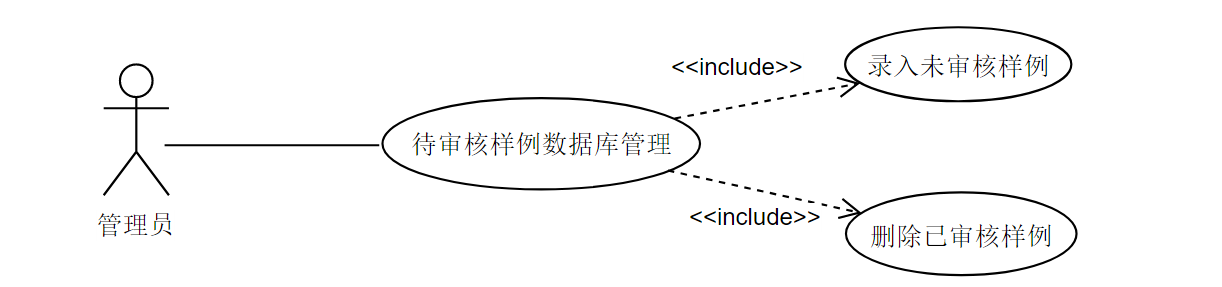 <<include>>
录入未审核样例
待审核样例数据库管理
管理员
<<include>>
删除已审核样例